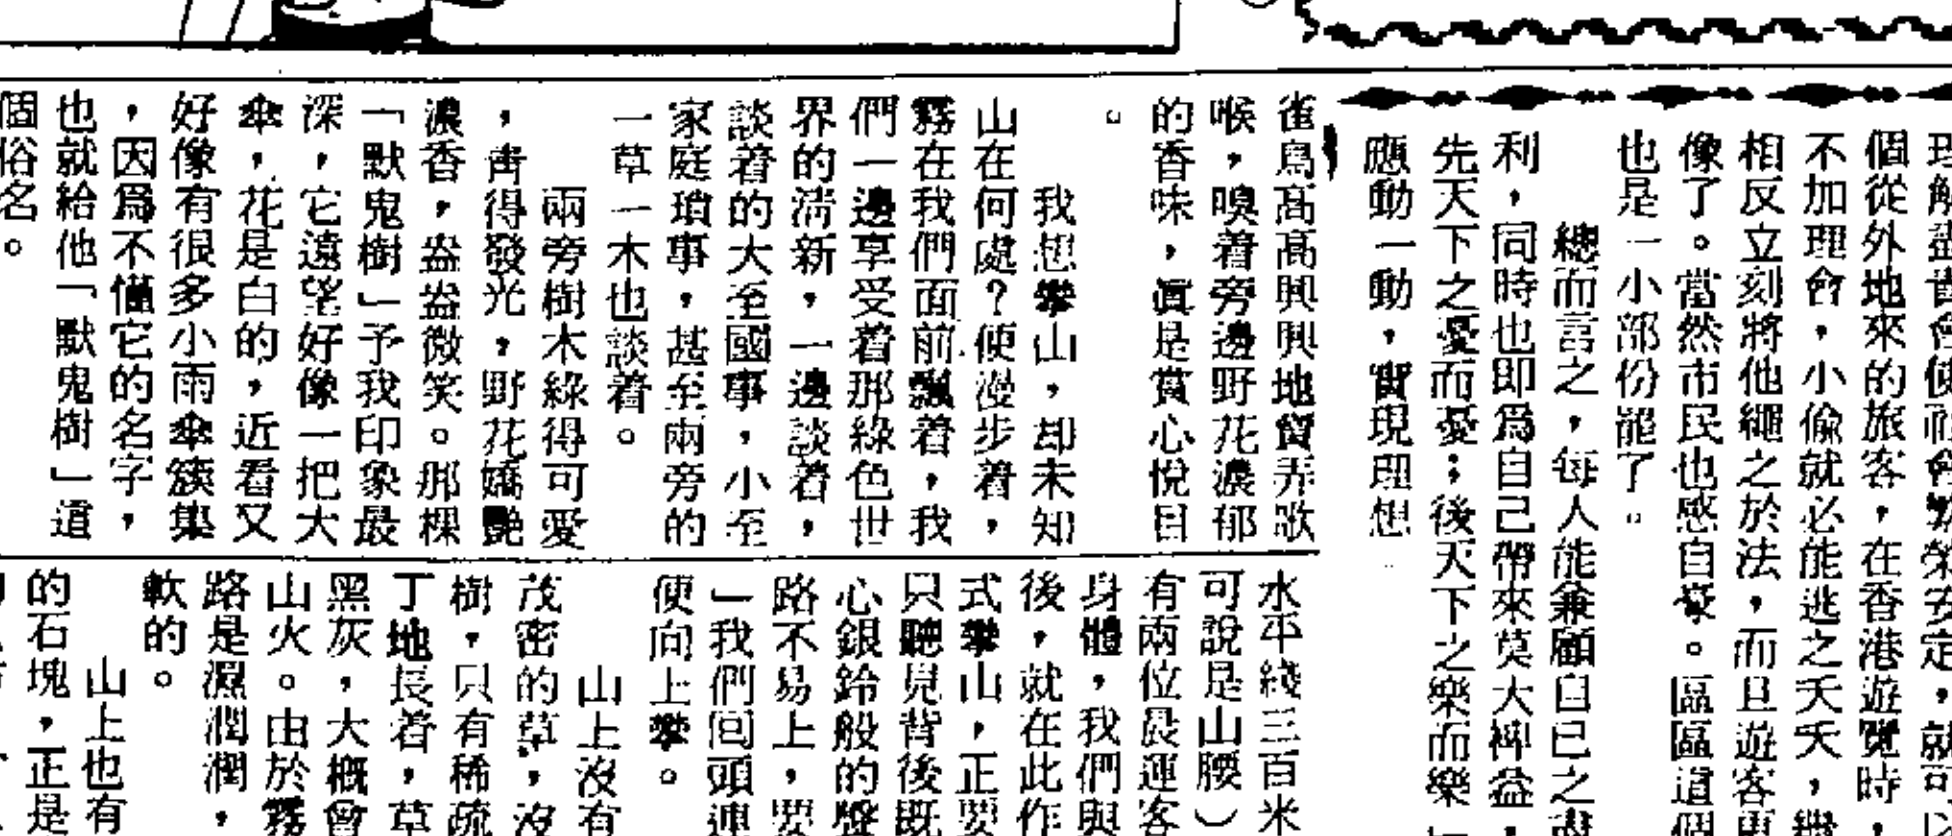 個從外地來的旅客，在香港遊覽時，
不加理會，小偷就必能逃之夭夭，
相反立刻將他繩之於法，而且遊客更
像了。當然市民也感自豪。區區這個
也是一小部份罷了。
總而言之，每人能兼顧自己之
利，同時也即爲自己帶來莫大裨益，
先天下之憂而憂；後天下之樂而樂」
應動一動，實現理想
雀鳥高高興興地賣弄歌
喉，嗅着旁邊野花濃郁
的香味，眞是賞心悅目
。
我想攀山，却未知
山在何處？便漫步着，
霧在我們面前飄着，我
們一邊享受着那綠色世
界的淸新，一邊談着，
談着的大至國事，小至
家庭瑣事，甚至兩旁的
一草一木也談着。
兩旁樹木綠得可愛
，靑得發光，野花嬌艷
濃香，盈盈微笑。那棵
「默鬼樹」予我印象最
深，它遠望好像一把大
傘，花是白的，近看又
好像有很多小雨傘簇集
，因爲不懂它的名字，
也就給他「默鬼樹」這
個俗名。
水平綫三百米
可說是山腰）
有兩位晨運客
身體，我們與
後，就在此作
式攀山，正要
只聽見背後既
心銀鈴般的聲
路不易上，要
」我們回頭連
便向上攀。
山上沒有
茂密的草，沒
樹，只有稀疏
丁地長着，草
黑灰，大概會
山火。由於霧
路是濕潤潤，
軟的。
山上也有
的石塊，正是